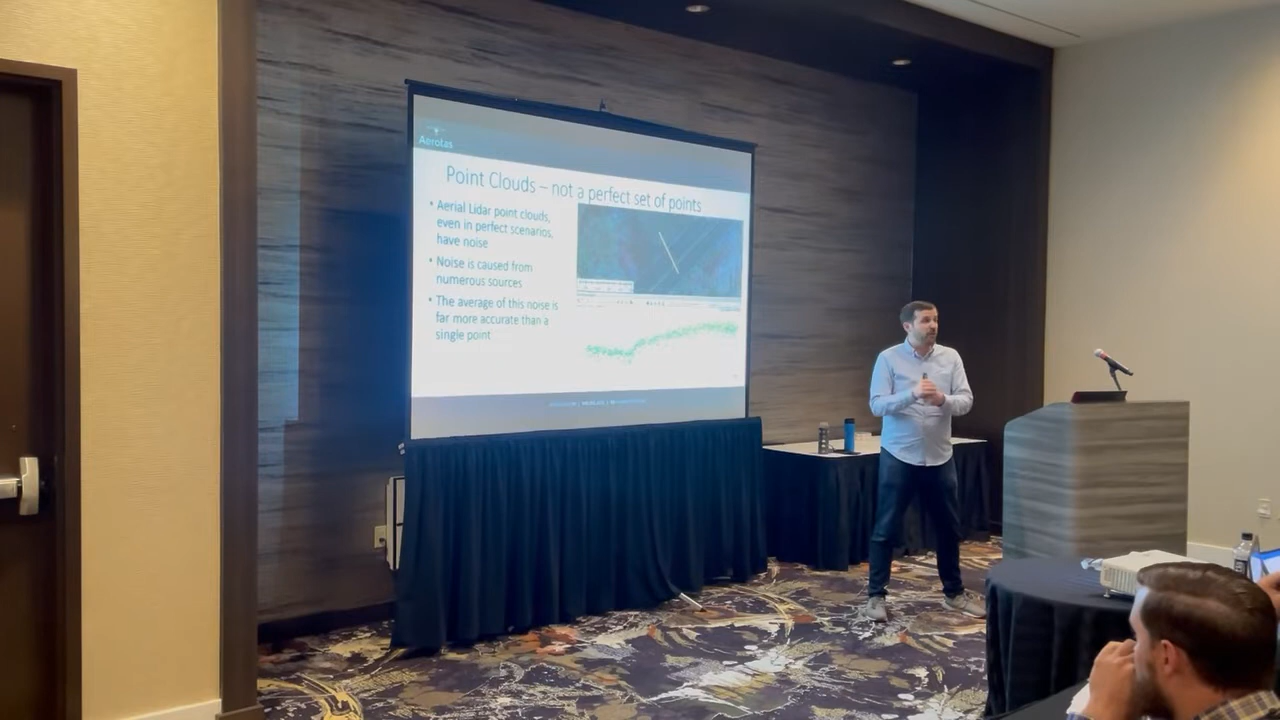 Aerotas
Point Clouds – not a perfect set of points
• Aerial Lidar point clouds,
even in perfect scenarios,
have noise
• Noise is caused from
numerous sources
• The average of this noise is
far more accurate than a
single point